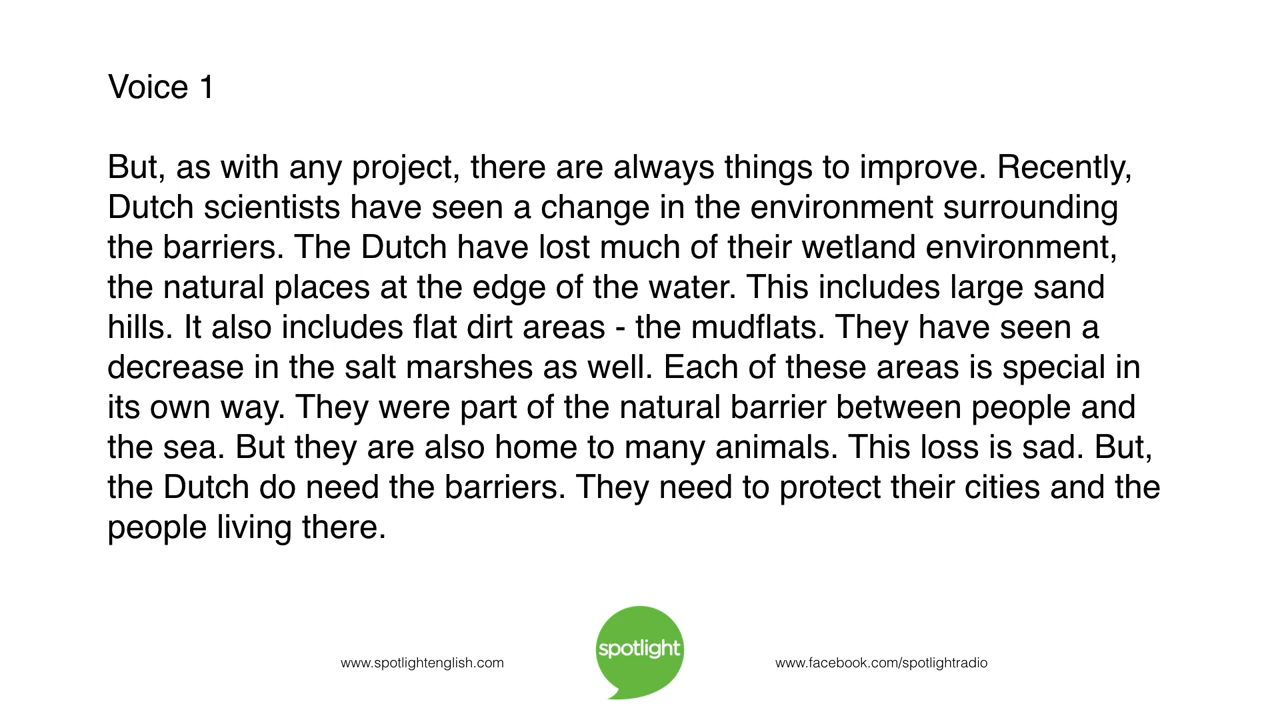 Voice 1
But, as with any project, there are always things to improve. Recently,
Dutch scientists have seen a change in the environment surrounding
the barriers. The Dutch have lost much of their wetland environment,
the natural places at the edge of the water. This includes large sand
hills. It also includes flat dirt areas - the mudflats. They have seen a
decrease in the salt marshes as well. Each of these areas is special in
its own way. They were part of the natural barrier between people and
the sea. But they are also home to many animals. This loss is sad. But,
the Dutch do need the barriers. They need to protect their cities and the
people living there.
www.spotlightenglish.com
spotlight
www.facebook.com/spotlightradio